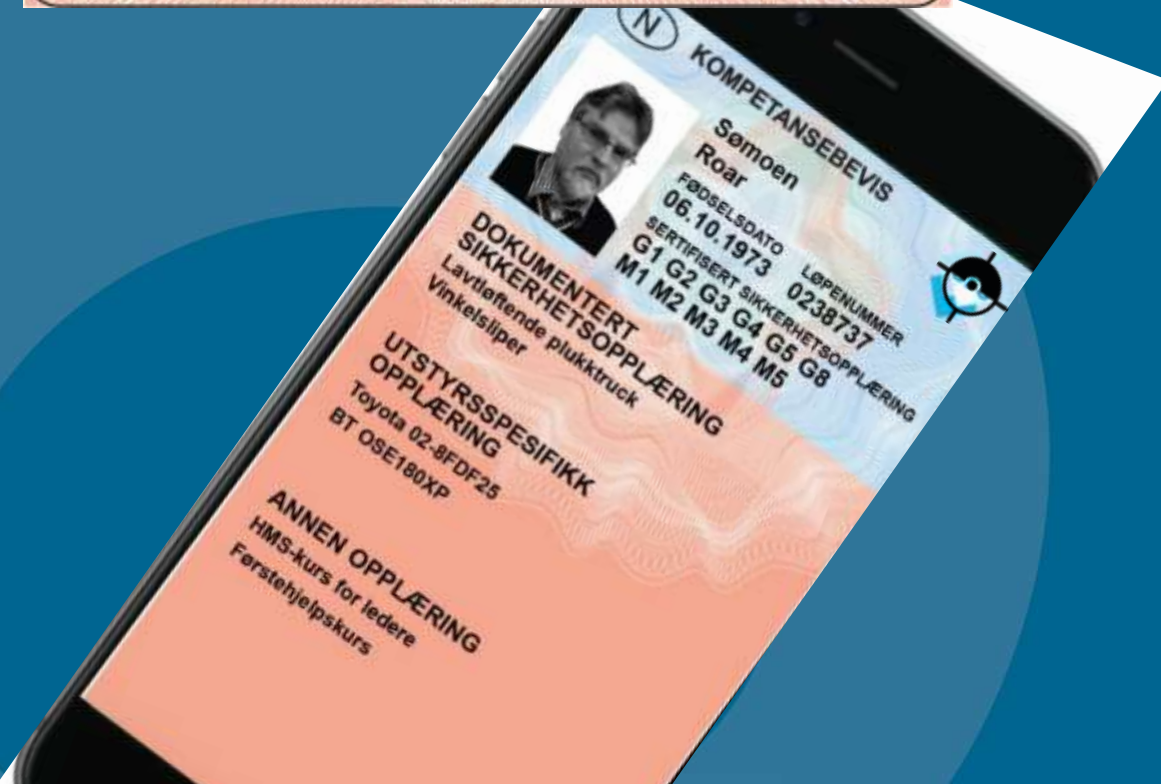 N
KOMPETANSEBEVIS
Sømoen
Roar
FØDSELSDATO LØPENUMMER
06.10.1973 0238737
SERTIFISERT SIKKERHETSOPPLÆRING
G1 G2 G3 G4 G5 G8
M1 M2 M3 M4 M5
DOKUMENTERT
SIKKERHETSOPPLÆRING
Lavtløftende plukktruck
Vinkelsliper
UTSTYRSSPESIFIKK
OPPLÆRING
Toyota 02-8FDF25
BT OSE180XP
ANNEN OPPLÆRING
HMS-kurs for ledere
Førstehjelpskurs